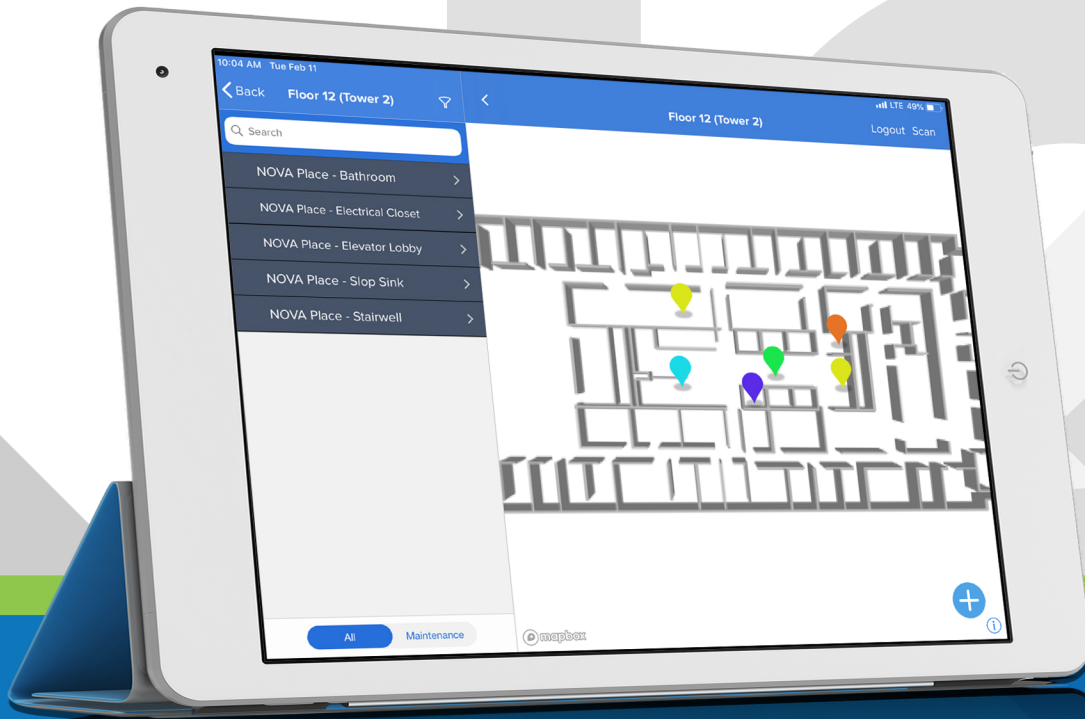 10:04 AM Tue Feb 11
LTE 49%
Back
Floor 12 (Tower 2)
Floor 12 (Tower 2)
Logout Scan
Search
NOVA Place - Bathroom
NOVA Place - Electrical Closet
NOVA Place - Elevator Lobby
NOVA Place - Slop Sink
NOVA Place - Stairwell
All
Maintenance
mapbox